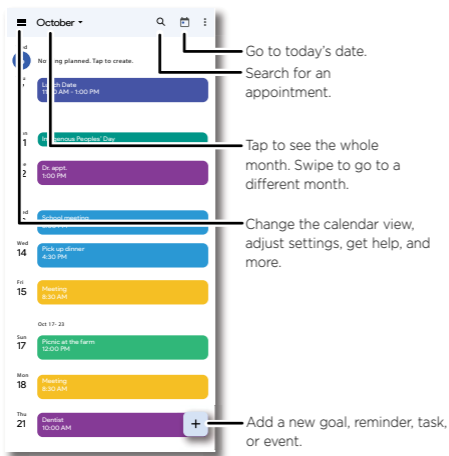 October
Go to today's date.
Search for an
appointment.
Nothing planned. Tap to create.
Lunch Date
AM - 1:00 PM
Tap to see the whole
month. Swipe to go to a
different month.
Indigenous Peoples' Day
Dr. appt.
1:00 PM
School meeting
Change the calendar view,
adjust settings, get help, and
more.
Wed
14
Pick up dinner
4:30 PM
Fri
15
Meeting
8:30 AM
Oct 17- 23
Sun
17
Picnic at the farm
12:00 PM
Mon
18
Meeting
8:30 AM
Thu
21
Dentist
10:00 AM
+
Add a new goal, reminder, task,
or event.